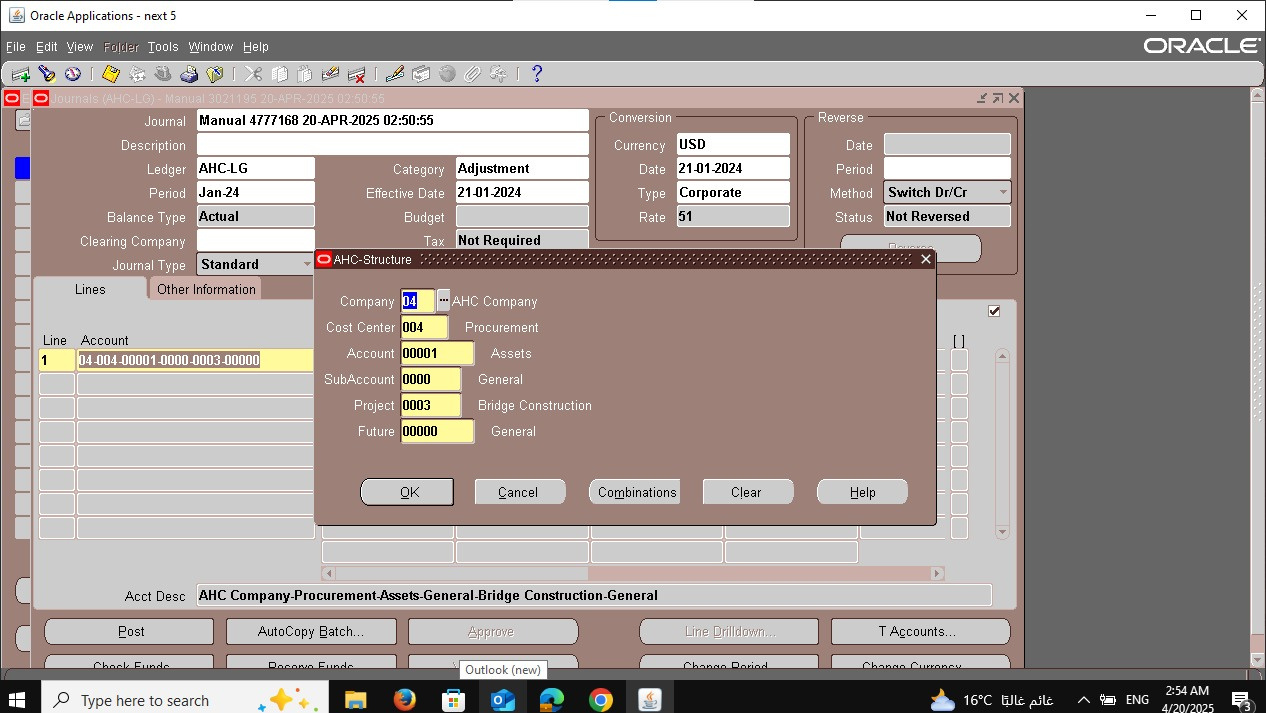 Oracle Applications - next 5
File Edit View Folder Tools Window Help
ORACLE
Journals (AHC-LG) - Manual 3021195 20-APR-2025 02:50:55
Journal Manual 4777168 20-APR-2025 02:50:55
Description
Ledger AHC-LG Category Adjustment
Period Jan-24 Effective Date 21-01-2024
Balance Type Actual Budget
Clearing Company Tax Not Required
Journal Type Standard
Conversion
Currency USD
Date 21-01-2024
Type Corporate
Rate 51
Reverse
Date
Period
Method Switch Dr/Cr
Status Not Reversed
Reverse
Lines Other Information
Line Account [ ]
1 04-004-00001-0000-0003-00000
AHC-Structure
Company 04 ... AHC Company
Cost Center 004 Procurement
Account 00001 Assets
SubAccount 0000 General
Project 0003 Bridge Construction
Future 00000 General
OK Cancel Combinations Clear Help
Acct Desc AHC Company-Procurement-Assets-General-Bridge Construction-General
Post AutoCopy Batch... Approve Line Drilldown... T Accounts...
Check Funds Reserve Funds Change Period Change Currency
Outlook (new)
Type here to search
16°C غائم غالبًا ENG 2:54 AM
4/20/2025 3